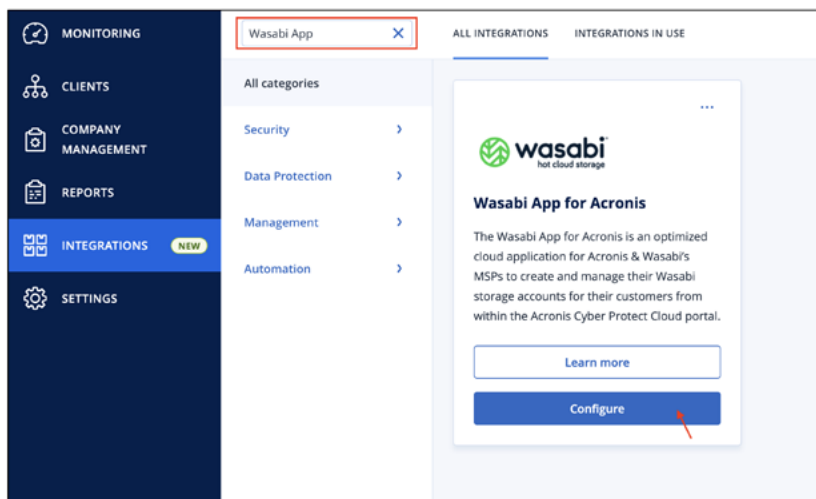 MONITORING
CLIENTS
COMPANY
MANAGEMENT
REPORTS
INTEGRATIONS
NEW
SETTINGS
Wasabi App
All categories
Security
Data Protection
Management
Automation
ALL INTEGRATIONS
INTEGRATIONS IN USE
wasabi
hot cloud storage
Wasabi App for Acronis
The Wasabi App for Acronis is an optimized
cloud application for Acronis & Wasabi's
MSPs to create and manage their Wasabi
storage accounts for their customers from
within the Acronis Cyber Protect Cloud portal.
Learn more
Configure